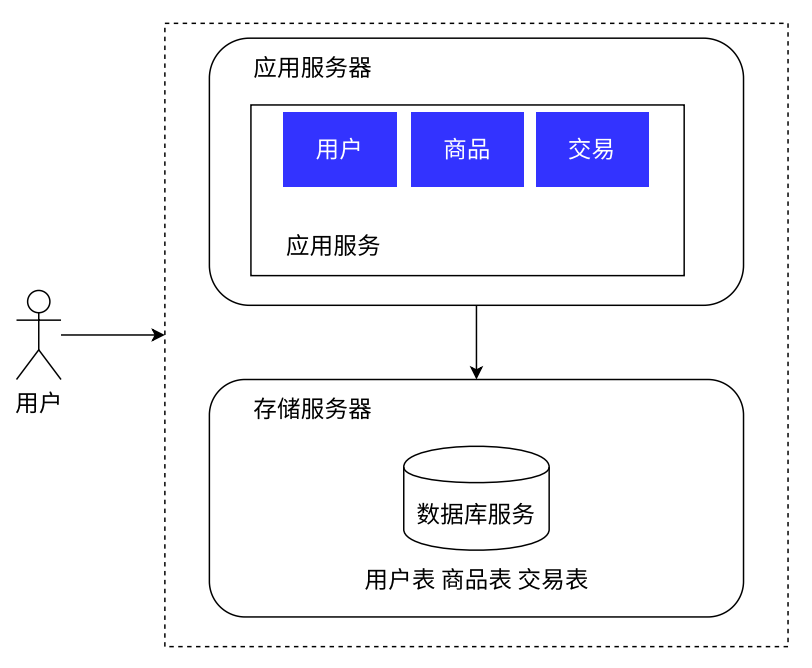 应用服务器
用户 商品 交易
应用服务
用户
存储服务器
数据库服务
用户表 商品表 交易表